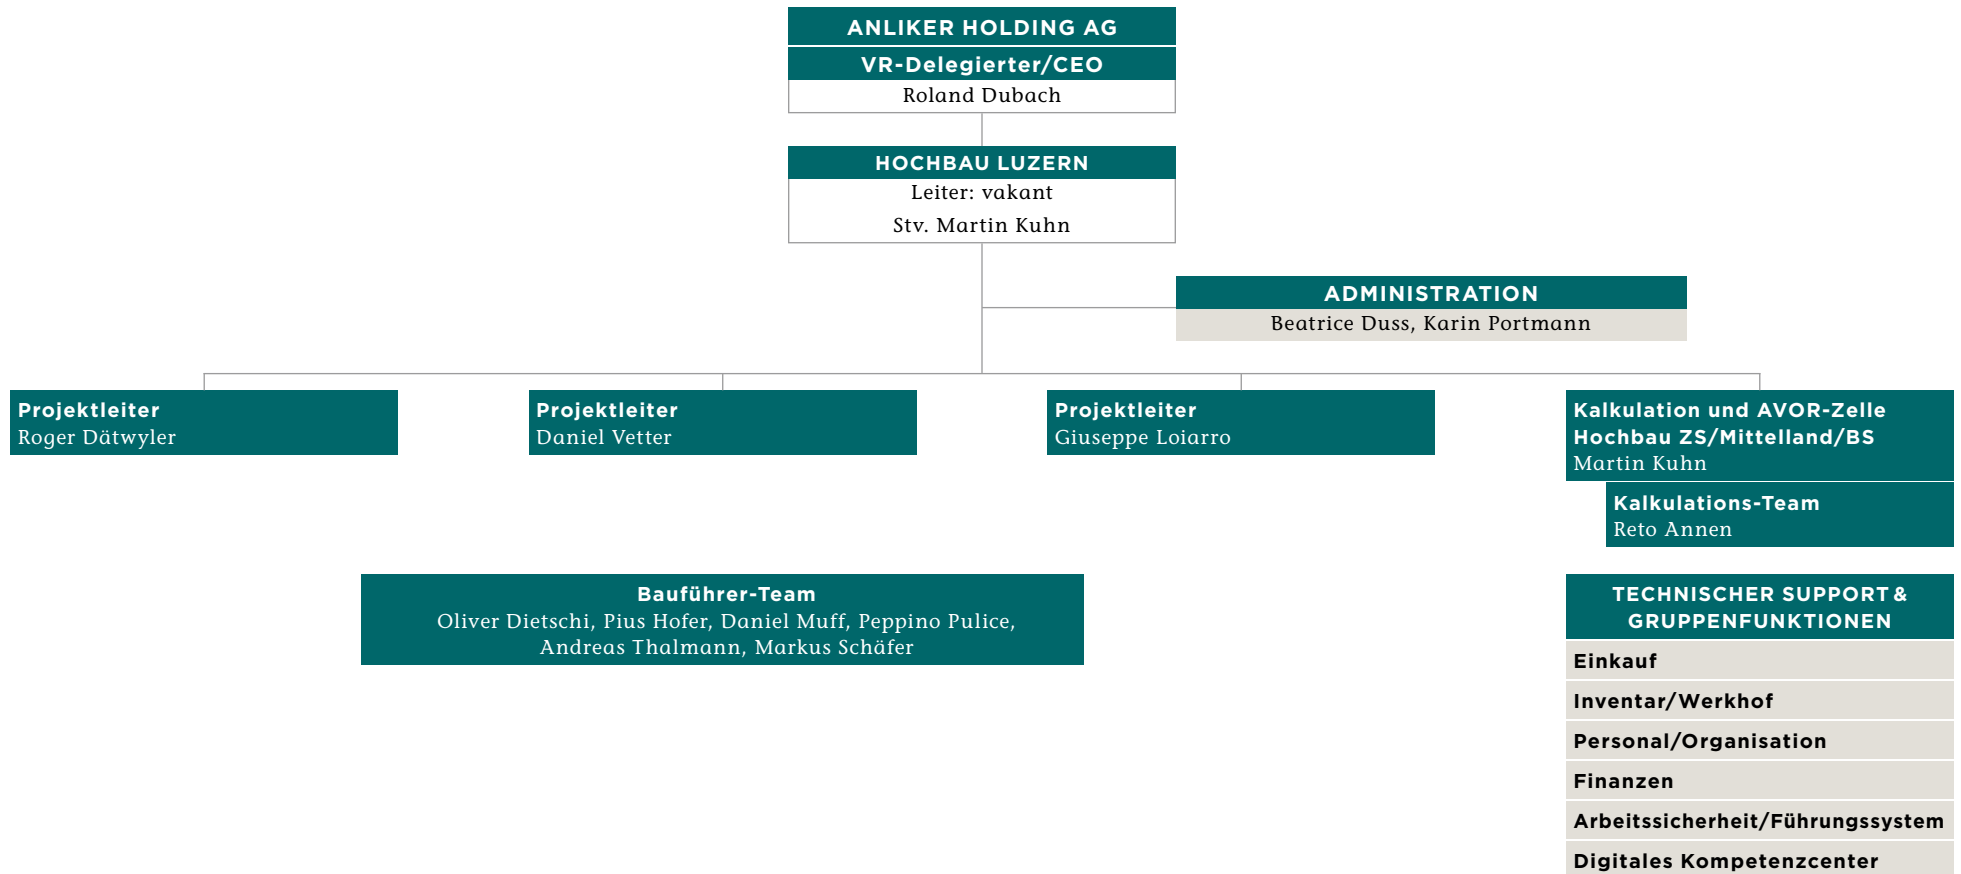 ANLIKER HOLDING AG
VR-Delegierter/CEO
Roland Dubach
HOCHBAU LUZERN
Leiter: vakant
Stv. Martin Kuhn
ADMINISTRATION
Beatrice Duss, Karin Portmann
Projektleiter
Roger Dätwyler
Projektleiter
Daniel Vetter
Projektleiter
Giuseppe Loiarro
Kalkulation und AVOR-Zelle
Hochbau ZS/Mittelland/BS
Martin Kuhn
Kalkulations-Team
Reto Annen
Bauführer-Team
Oliver Dietschi, Pius Hofer, Daniel Muff, Peppino Pulice,
Andreas Thalmann, Markus Schäfer
TECHNISCHER SUPPORT &
GRUPPENFUNKTIONEN
Einkauf
Inventar/Werkhof
Personal/Organisation
Finanzen
Arbeitssicherheit/Führungssystem
Digitales Kompetenzcenter